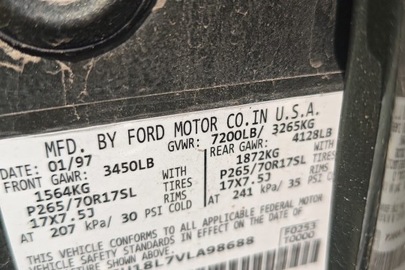 MFD. BY FORD MOTOR CO. IN U.S.A.
DATE: 01/97 GVWR: 7200LB/ 3265KG
FRONT GAWR: 3450LB REAR GAWR: 4128LB
1564KG WITH 1872KG WITH
P265/70R17SL TIRES P265/70R17SL TIRES
17X7.5J RIMS 17X7.5J RIMS
AT 207 kPa/ 30 PSI COLD AT 241 kPa/ 35 PSI C
THIS VEHICLE CONFORMS TO ALL APPLICABLE FEDERAL MOTOR
VEHICLE SAFETY STANDARDS IN EFFECT ON THE DATE OF
F0253
T0000
18L7VLA98688